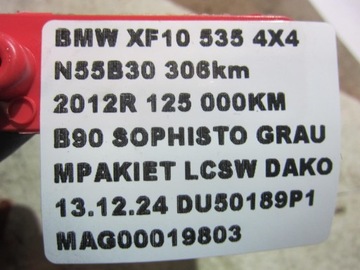 BMW XF10 535 4X4
N55B30 306km
2012R 125 000KM
B90 SOPHISTO GRAU
MPAKIET LCSW DAKO
13.12.24 DU50189P1
MAG00019803